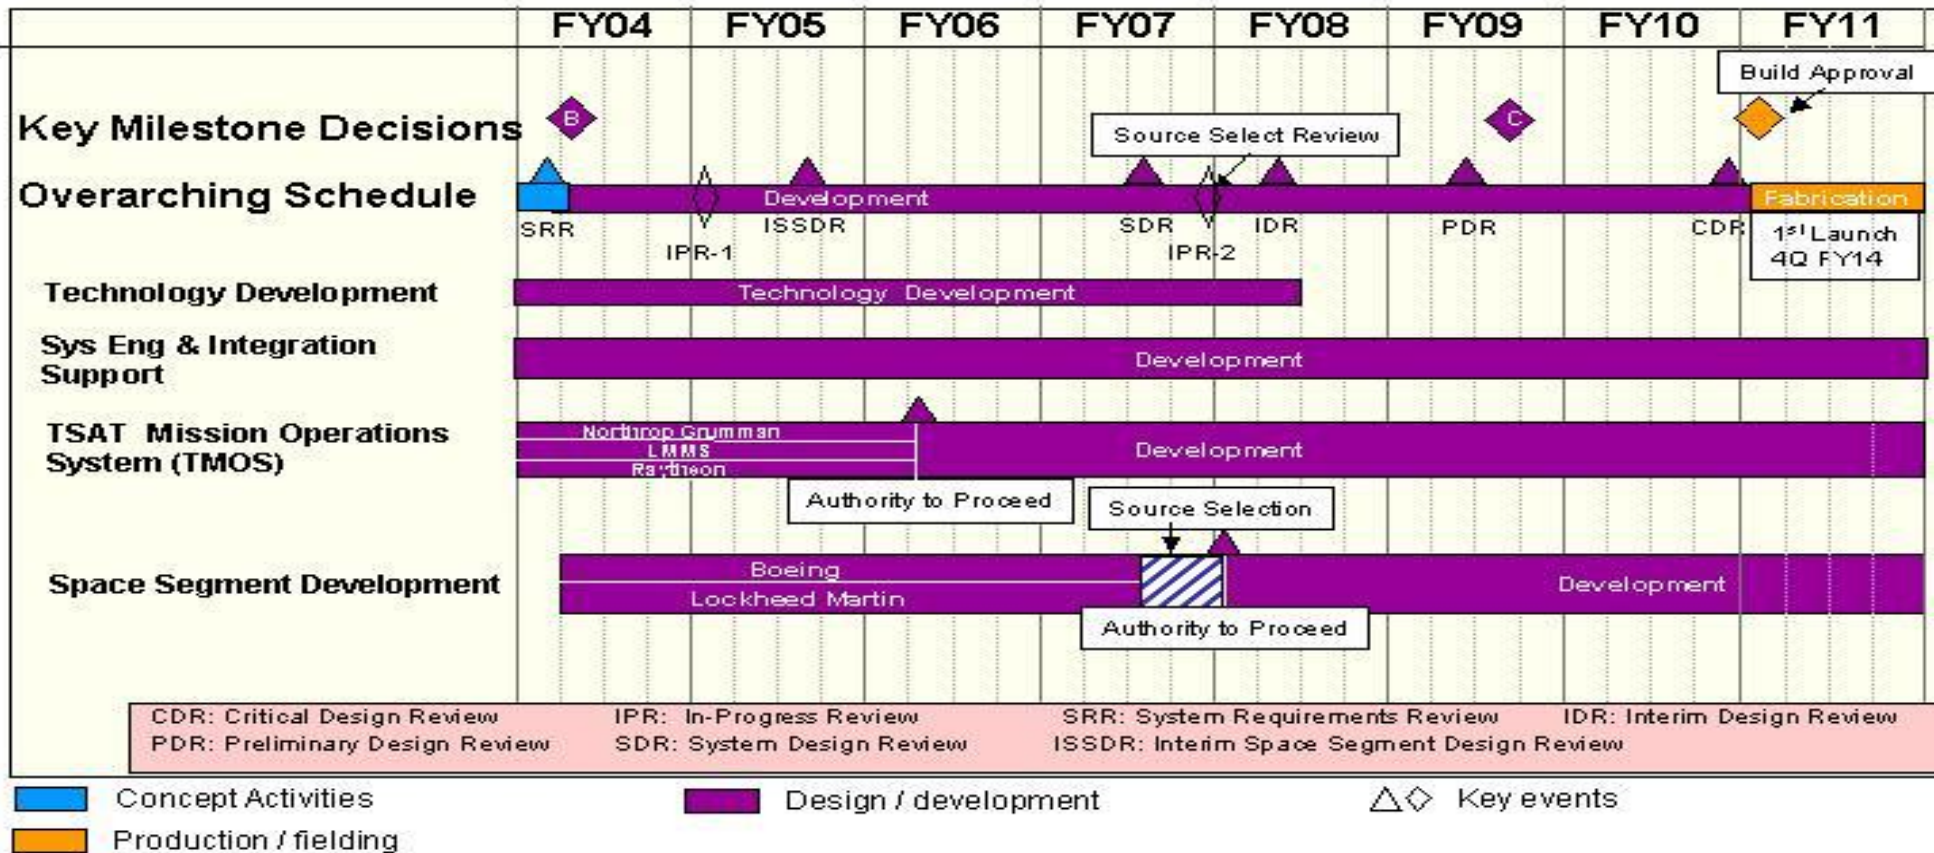 FY04 FY05 FY06 FY07 FY08 FY09 FY10 FY11
Build Approval
Key Milestone Decisions
B
C
Source Select Review
Overarching Schedule
Development
Fabrication
SRR
ISSDR
SDR
IDR
PDR
CDR
IPR-1
IPR-2
1st Launch
4Q FY14
Technology Development
Technology Development
Sys Eng & Integration
Support
Development
TSAT Mission Operations
System (TMOS)
Northrop Grumman
LMMS
Raytheon
Development
Authority to Proceed
Source Selection
Space Segment Development
Boeing
Lockheed Martin
Development
Authority to Proceed
CDR: Critical Design Review IPR: In-Progress Review SRR: System Requirements Review IDR: Interim Design Review
PDR: Preliminary Design Review SDR: System Design Review ISSDR: Interim Space Segment Design Review
Concept Activities
Design / development
Key events
Production / fielding